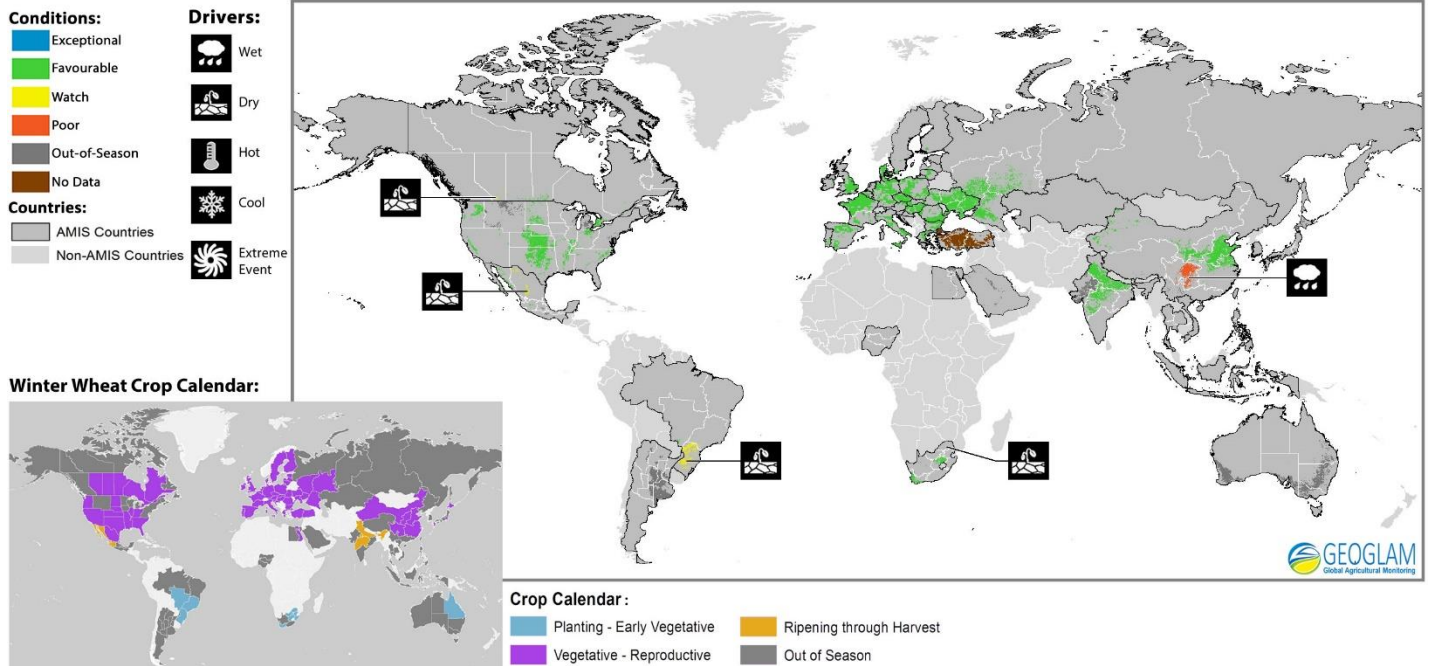 Conditions:
Exceptional
Favourable
Watch
Poor
Out-of-Season
No Data
Countries:
AMIS Countries
Non-AMIS Countries
Drivers:
Wet
Dry
Hot
Cool
Extreme
Event
Winter Wheat Crop Calendar:
GEOGLAM
Global Agricultural Monitoring
Crop Calendar :
Planting - Early Vegetative
Vegetative - Reproductive
Ripening through Harvest
Out of Season